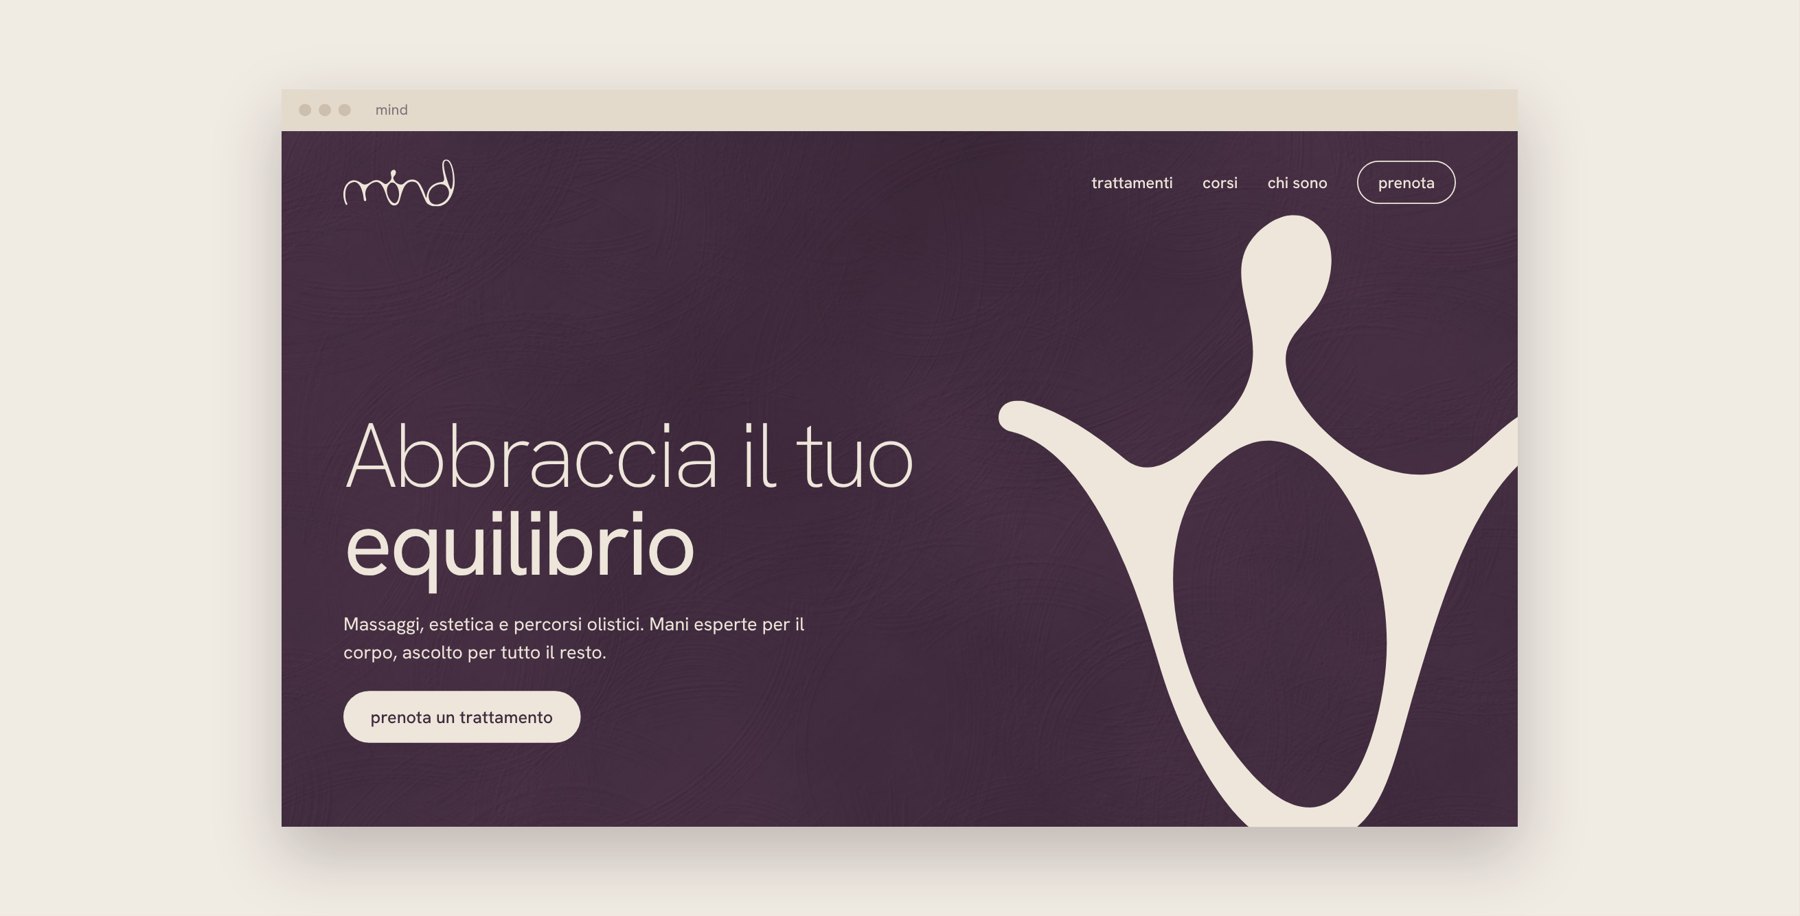 mind
mind
trattamenti
corsi
chi sono
prenota
Abbraccia il tuo
equilibrio
Massaggi, estetica e percorsi olistici. Mani esperte per il
corpo, ascolto per tutto il resto.
prenota un trattamento